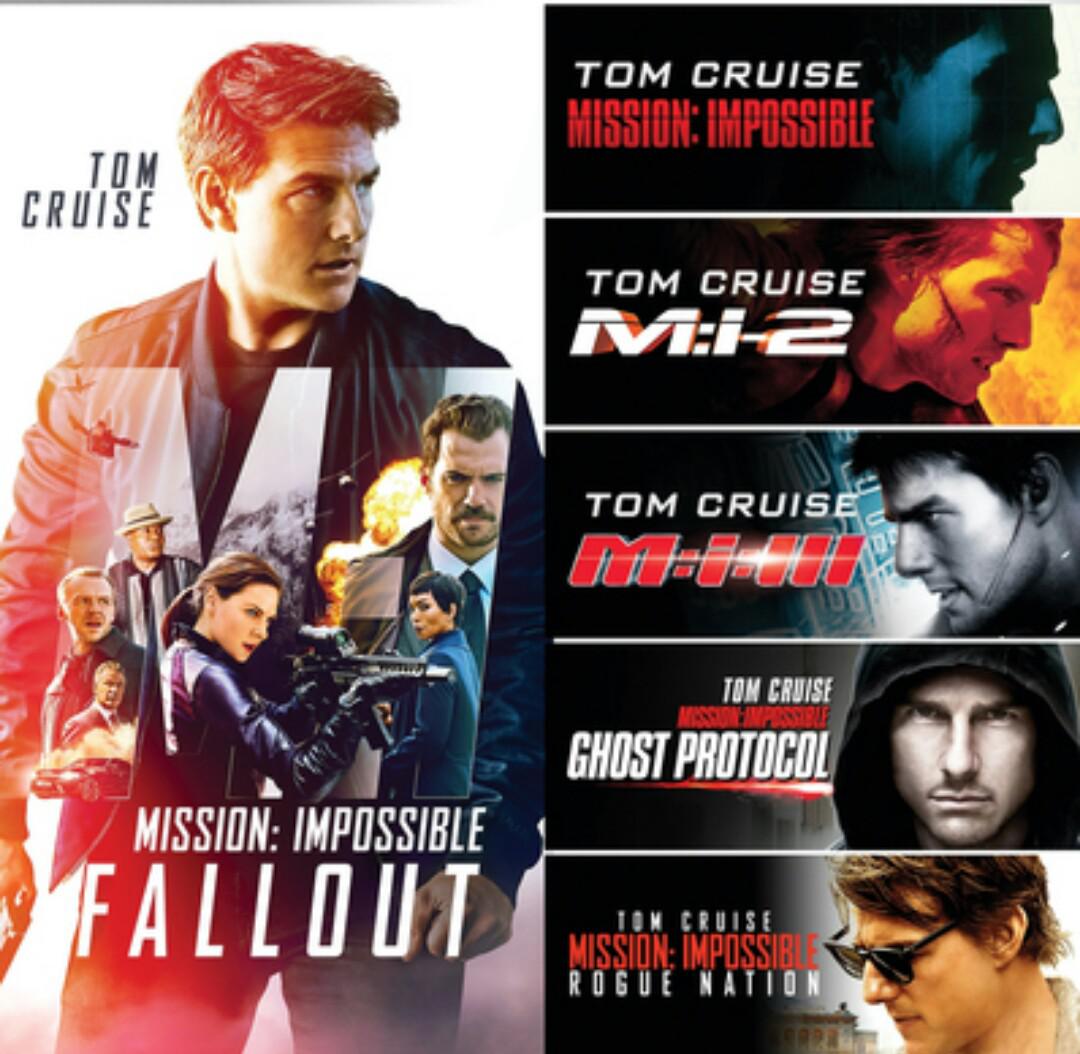 TOM
CRUISE
MISSION: IMPOSSIBLE
FALLOUT
TOM CRUISE
MISSION: IMPOSSIBLE
TOM CRUISE
M:i-2
TOM CRUISE
M:i:III
TOM CRUISE
MISSION:IMPOSSIBLE
GHOST PROTOCOL
TOM CRUISE
MISSION: IMPOSSIBLE
ROGUE NATION